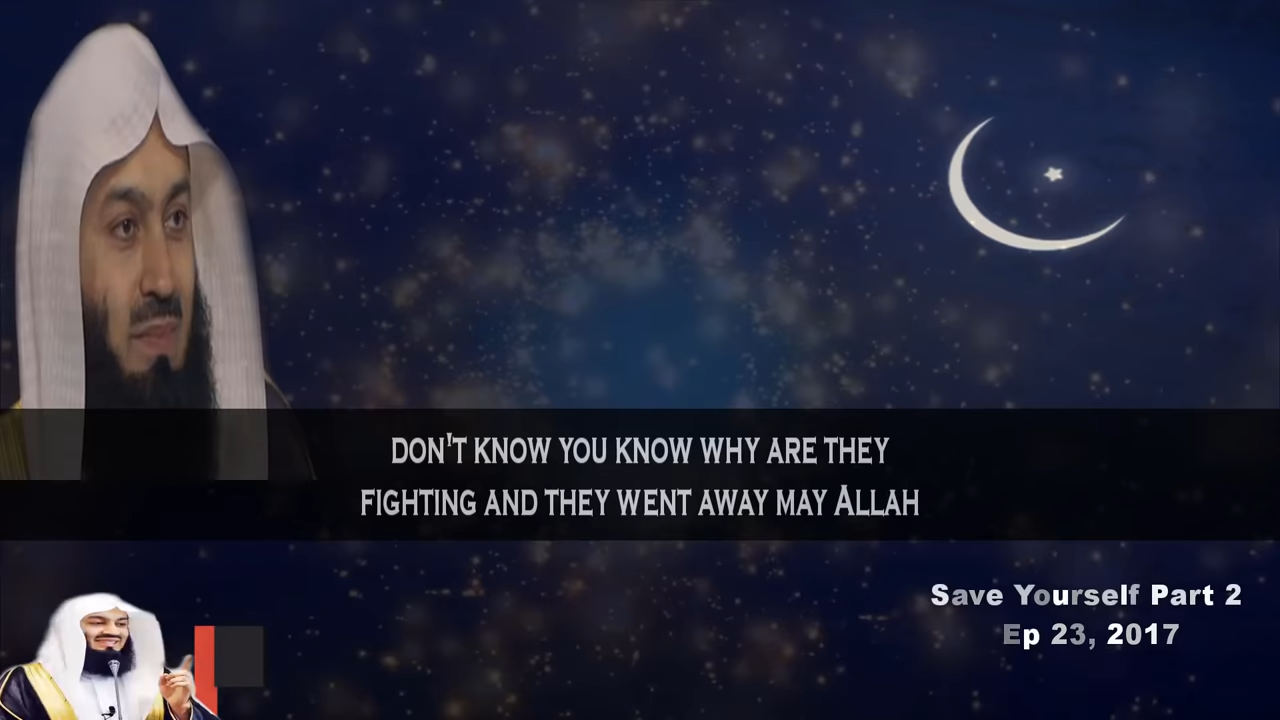 DON'T KNOW YOU KNOW WHY ARE THEY
FIGHTING AND THEY WENT AWAY MAY ALLAH
Save Yourself Part 2
Ep 23, 2017